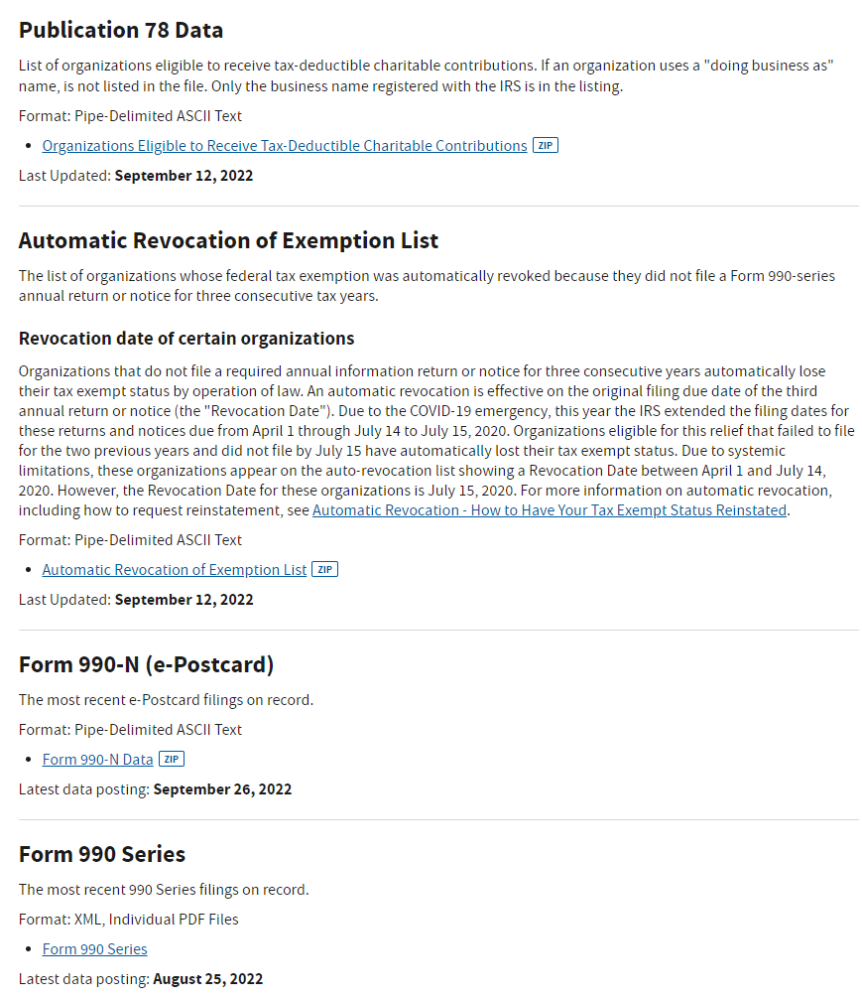 Publication 78 Data
List of organizations eligible to receive tax-deductible charitable contributions. If an organization uses a "doing business as"
name, is not listed in the file. Only the business name registered with the IRS is in the listing.
Format: Pipe-Delimited ASCII Text
• Organizations Eligible to Receive Tax-Deductible Charitable Contributions ZIP
Last Updated: September 12, 2022
Automatic Revocation of Exemption List
The list of organizations whose federal tax exemption was automatically revoked because they did not file a Form 990-series
annual return or notice for three consecutive tax years.
Revocation date of certain organizations
Organizations that do not file a required annual information return or notice for three consecutive years automatically lose
their tax exempt status by operation of law. An automatic revocation is effective on the original filing due date of the third
annual return or notice (the "Revocation Date"). Due to the COVID-19 emergency, this year the IRS extended the filing dates for
these returns and notices due from April 1 through July 14 to July 15, 2020. Organizations eligible for this relief that failed to file
for the two previous years and did not file by July 15 have automatically lost their tax exempt status. Due to systemic
limitations, these organizations appear on the auto-revocation list showing a Revocation Date between April 1 and July 14,
2020. However, the Revocation Date for these organizations is July 15, 2020. For more information on automatic revocation,
including how to request reinstatement, see Automatic Revocation - How to Have Your Tax Exempt Status Reinstated.
Format: Pipe-Delimited ASCII Text
• Automatic Revocation of Exemption List ZIP
Last Updated: September 12, 2022
Form 990-N (e-Postcard)
The most recent e-Postcard filings on record.
Format: Pipe-Delimited ASCII Text
• Form 990-N Data ZIP
Latest data posting: September 26, 2022
Form 990 Series
The most recent 990 Series filings on record.
Format: XML, Individual PDF Files
• Form 990 Series
Latest data posting: August 25, 2022